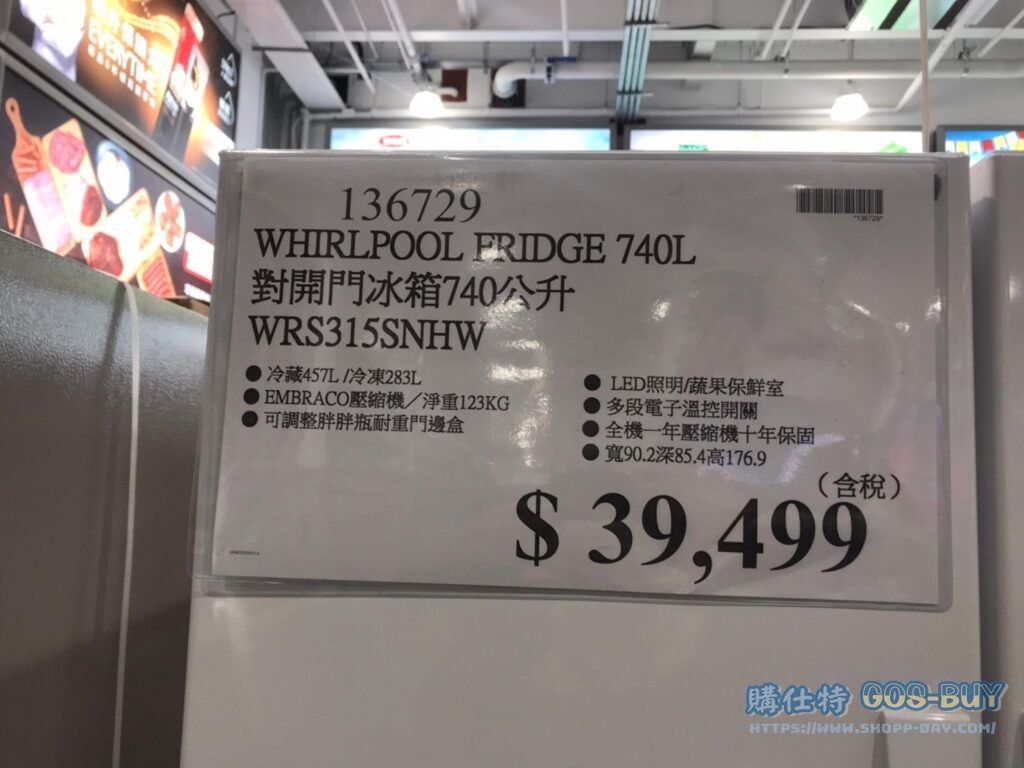 EVERYTIME
136729
*136729*
WHIRLPOOL FRIDGE 740L
對開門冰箱740公升
WRS315SNHW
● 冷藏457L /冷凍283L
● EMBRACO壓縮機／淨重123KG
● 可調整胖胖瓶耐重門邊盒
● LED照明/蔬果保鮮室
● 多段電子溫控開關
● 全機一年壓縮機十年保固
● 寬90.2深85.4高176.9
（含稅）
$ 39,499
購仕特 GOS-BUY
HTTPS://WWW.SHOPP-DAY.COM/